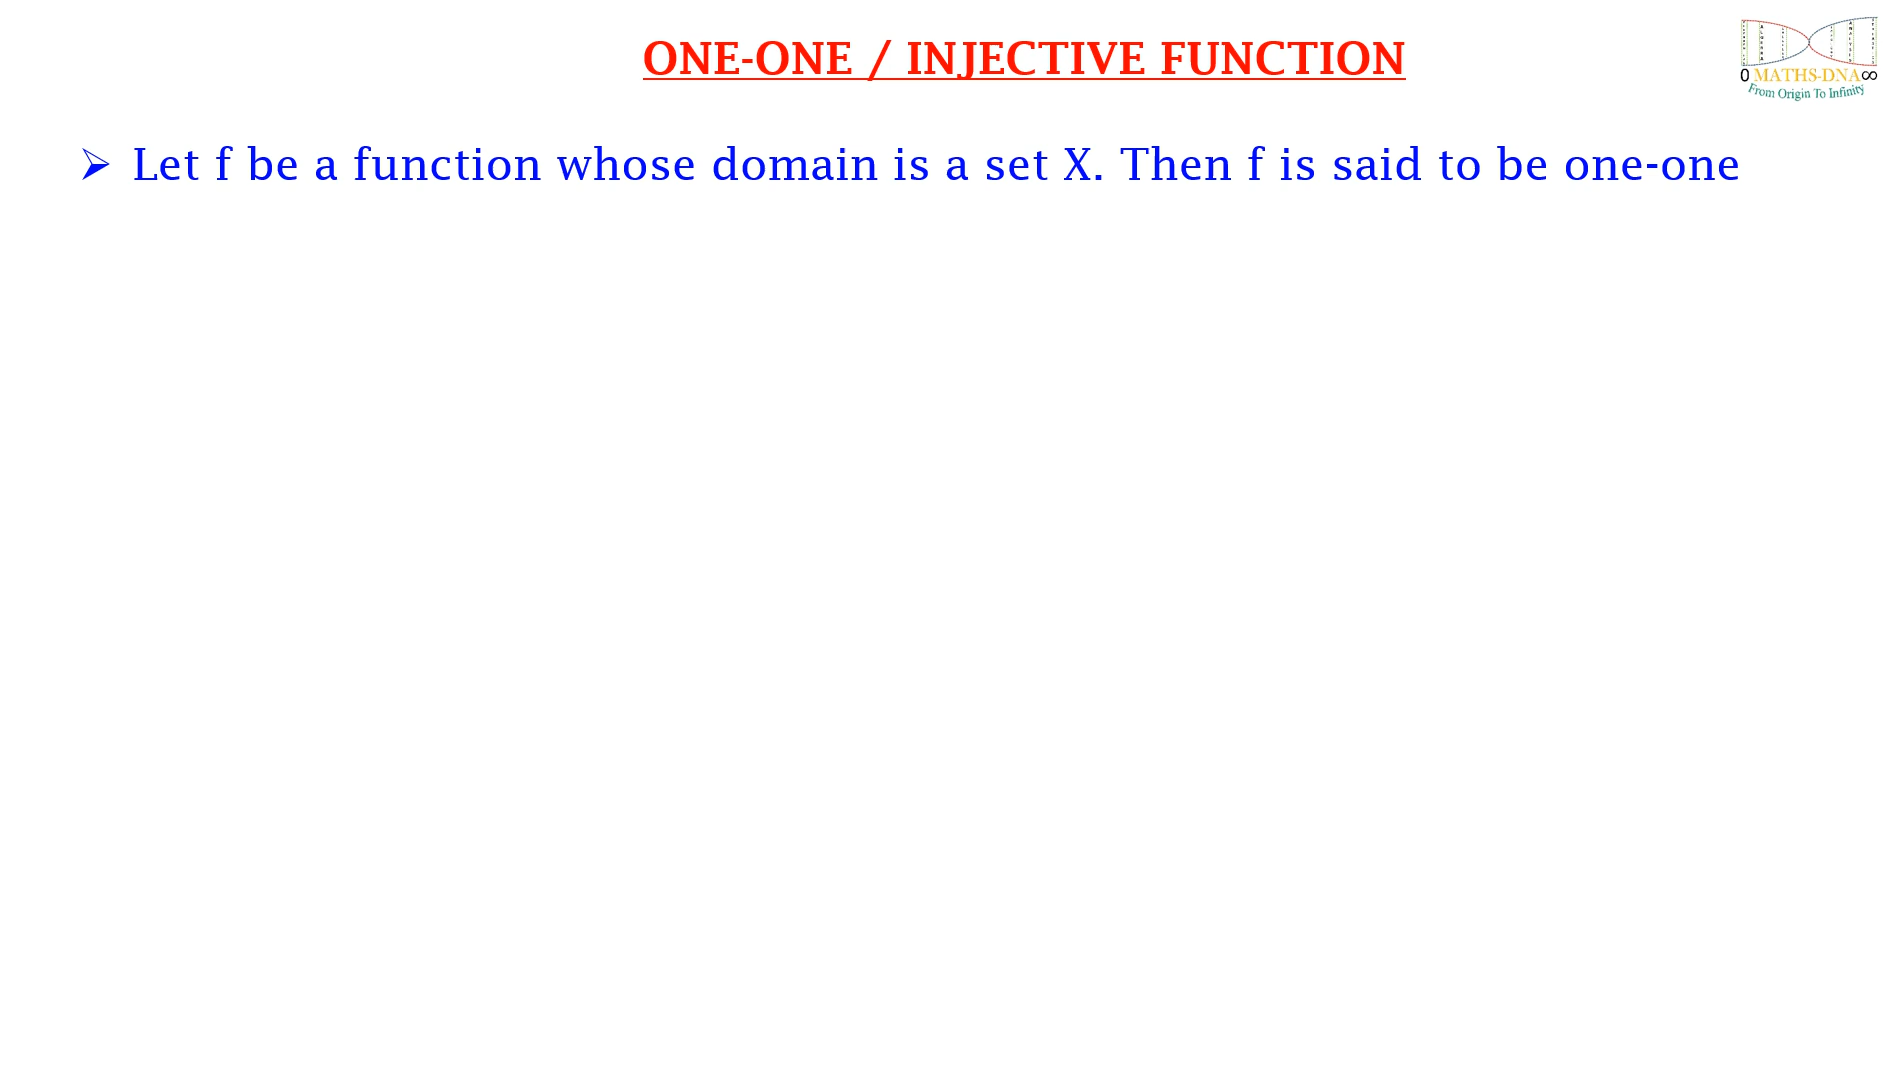 ONE-ONE / INJECTIVE FUNCTION
0 MATHS-DNA∞
From Origin To Infinity
➢ Let f be a function whose domain is a set X. Then f is said to be one-one